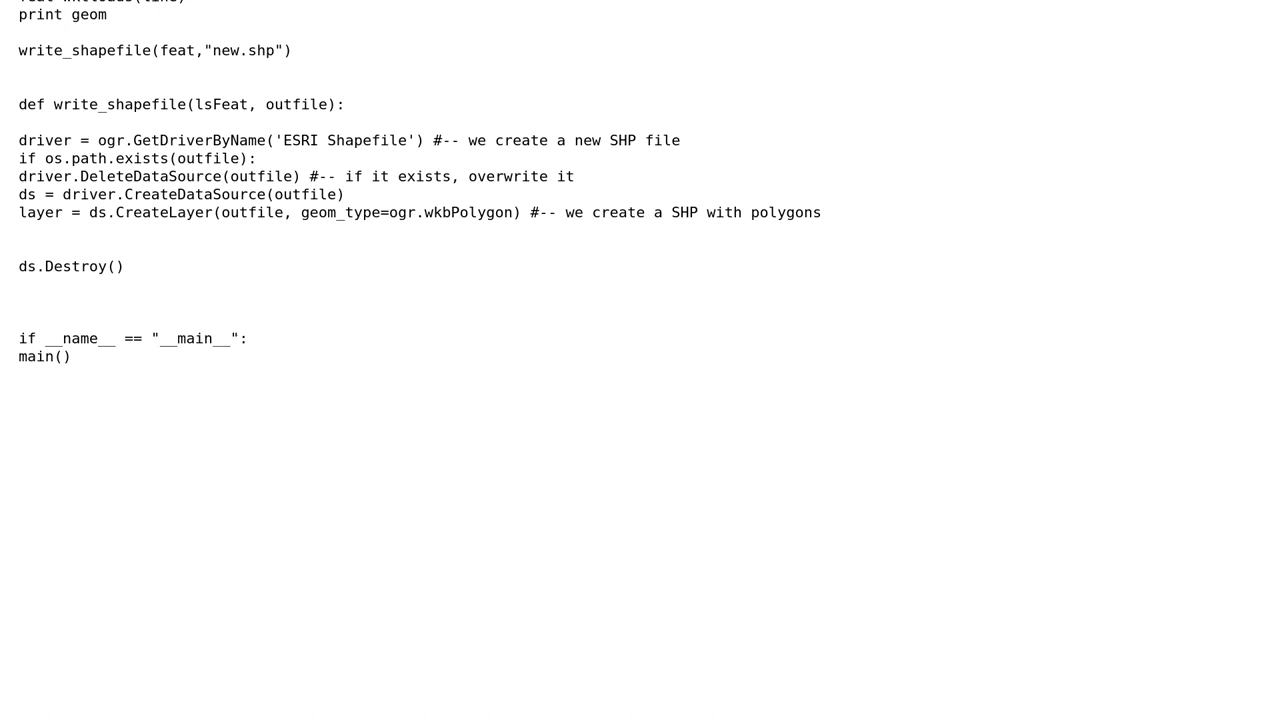 print geom
write_shapefile(feat,"new.shp")
def write_shapefile(lsFeat, outfile):
driver = ogr.GetDriverByName('ESRI Shapefile') #-- we create a new SHP file
if os.path.exists(outfile):
driver.DeleteDataSource(outfile) #-- if it exists, overwrite it
ds = driver.CreateDataSource(outfile)
layer = ds.CreateLayer(outfile, geom_type=ogr.wkbPolygon) #-- we create a SHP with polygons
ds.Destroy()
if __name__ == "__main__":
main()